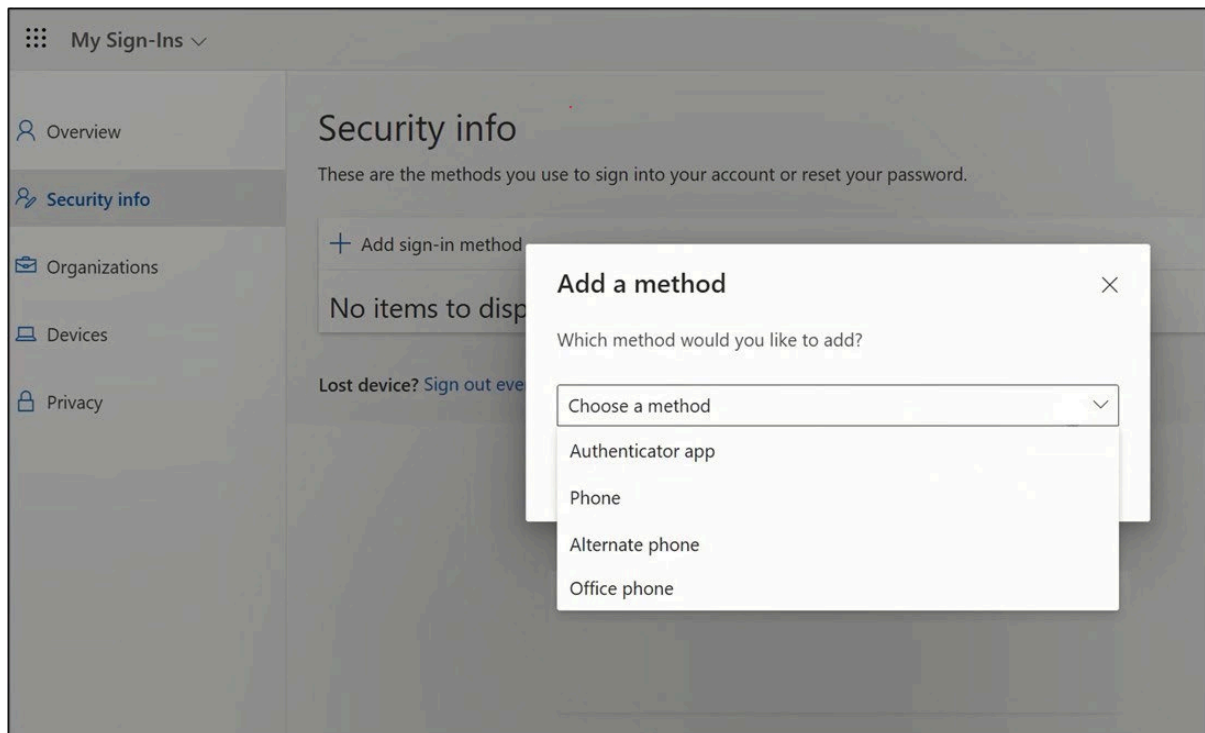 My Sign-Ins
Overview
Security info
Organizations
Devices
Privacy
Security info
These are the methods you use to sign into your account or reset your password.
Add sign-in method
No items to disp
Lost device? Sign out eve
Add a method
Which method would you like to add?
Choose a method
Authenticator app
Phone
Alternate phone
Office phone